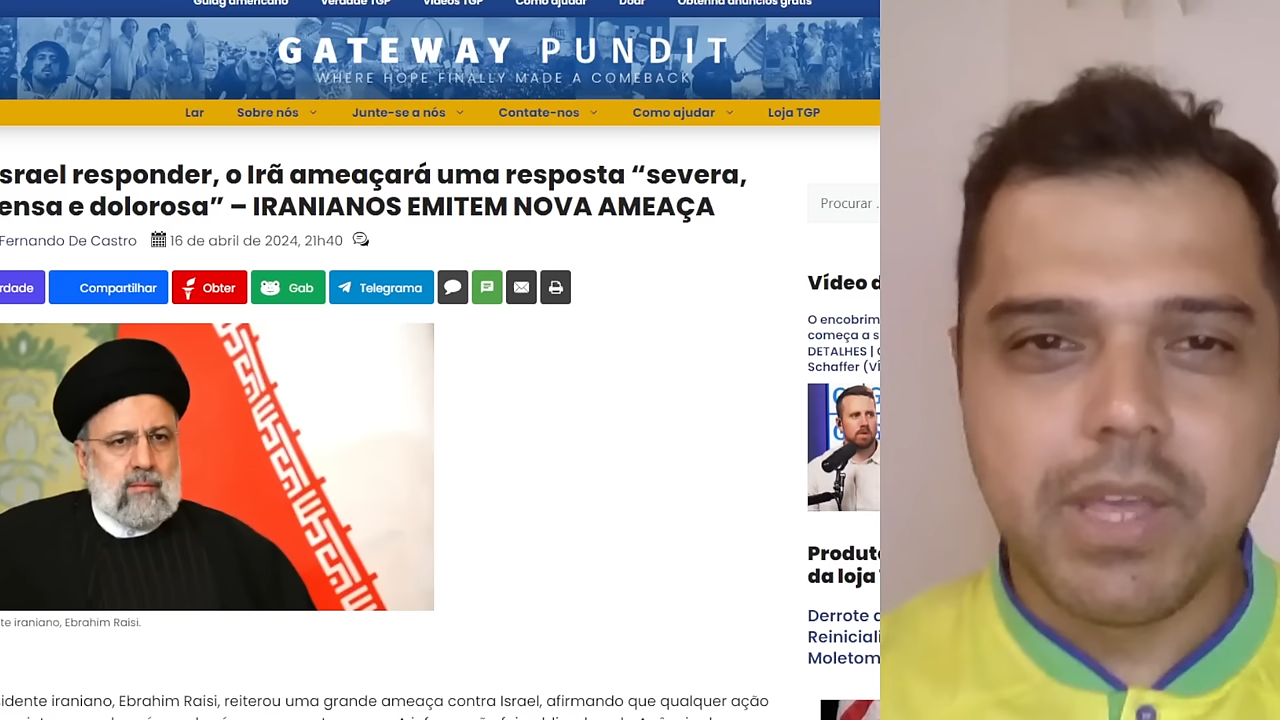 Gulag americano Verdade TGP Vídeos TGP Como ajudar Doar Obtenha anúncios grátis
GATEWAY PUNDIT
WHERE HOPE FINALLY MADE A COMEBACK
Lar Sobre nós Junte-se a nós Contate-nos Como ajudar Loja TGP
srael responder, o Irã ameaçará uma resposta “severa,
ensa e dolorosa” – IRANIANOS EMITEM NOVA AMEAÇA
Fernando De Castro 16 de abril de 2024, 21h40
rdade Compartilhar Obter Gab Telegrama
te iraniano, Ebrahim Raisi.
idente iraniano, Ebrahim Raisi, reiterou uma grande ameaça contra Israel, afirmando que qualquer ação
Procurar .
Vídeo d
O encobrim
começa a s
DETALHES |
Schaffer (VÍ
Produto
da loja
Derrote a
Reiniciali
Moletom